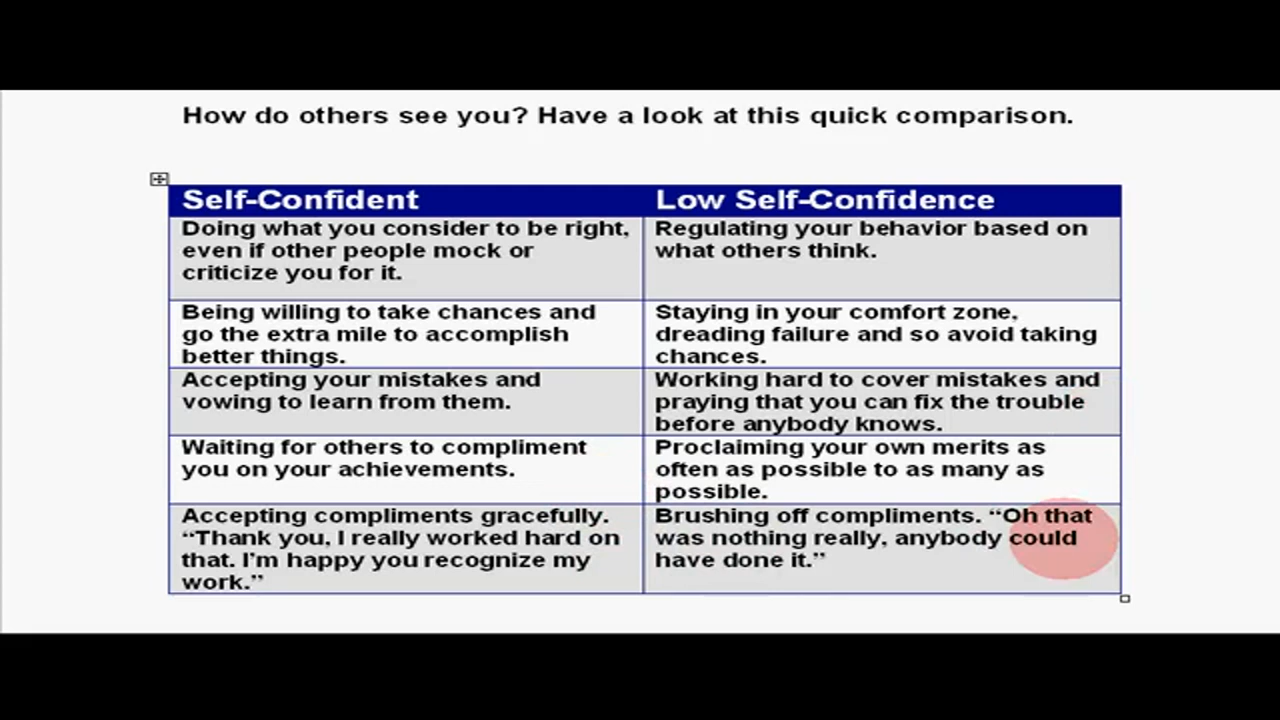 How do others see you? Have a look at this quick comparison.
Self-Confident
Low Self-Confidence
Doing what you consider to be right,
even if other people mock or
criticize you for it.
Regulating your behavior based on
what others think.
Being willing to take chances and
go the extra mile to accomplish
better things.
Staying in your comfort zone,
dreading failure and so avoid taking
chances.
Accepting your mistakes and
vowing to learn from them.
Working hard to cover mistakes and
praying that you can fix the trouble
before anybody knows.
Waiting for others to compliment
you on your achievements.
Proclaiming your own merits as
often as possible to as many as
possible.
Accepting compliments gracefully.
“Thank you, I really worked hard on
that. I’m happy you recognize my
work.”
Brushing off compliments. “Oh that
was nothing really, anybody could
have done it.”